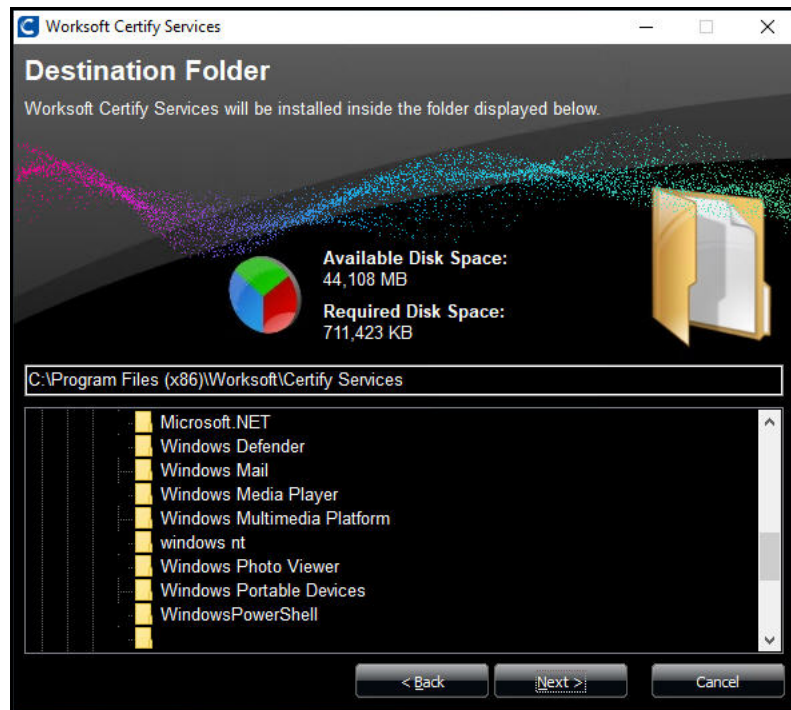 Worksoft Certify Services
Destination Folder
Worksoft Certify Services will be installed inside the folder displayed below.
Available Disk Space:
44,108 MB
Required Disk Space:
711,423 KB
C:\Program Files (x86)\Worksoft\Certify Services
Microsoft.NET
Windows Defender
Windows Mail
Windows Media Player
Windows Multimedia Platform
windows nt
Windows Photo Viewer
Windows Portable Devices
WindowsPowerShell
< Back Next > Cancel